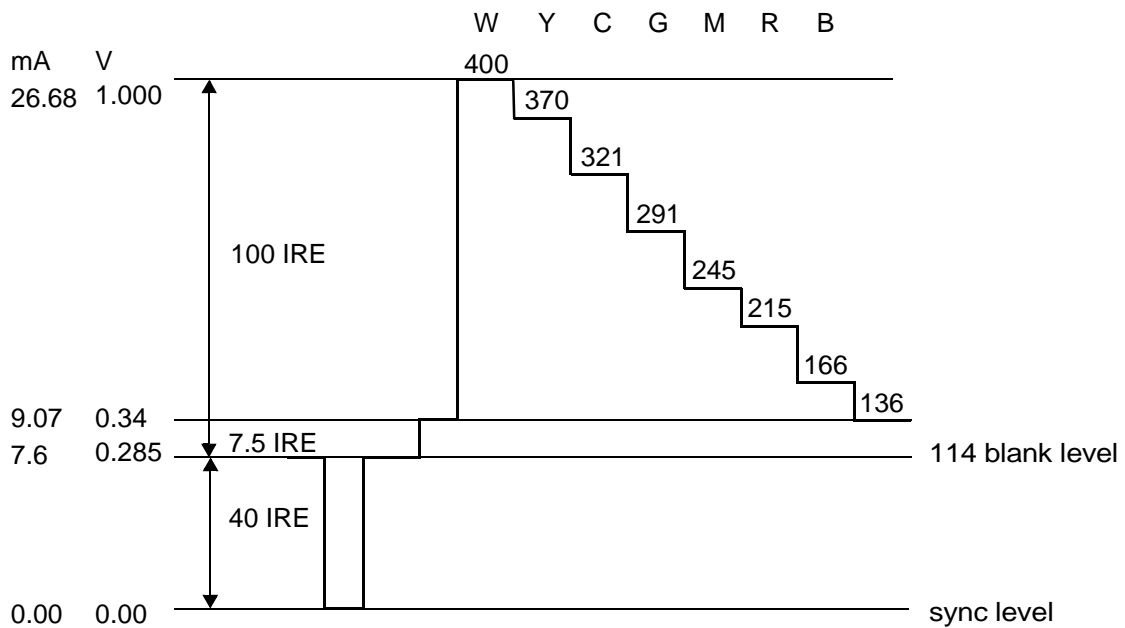 W Y C G M R B
mA V
400
26.68 1.000
370
321
291
100 IRE
245
215
166
136
9.07 0.34
7.5 IRE
7.6 0.285
114 blank level
40 IRE
0.00 0.00
sync level